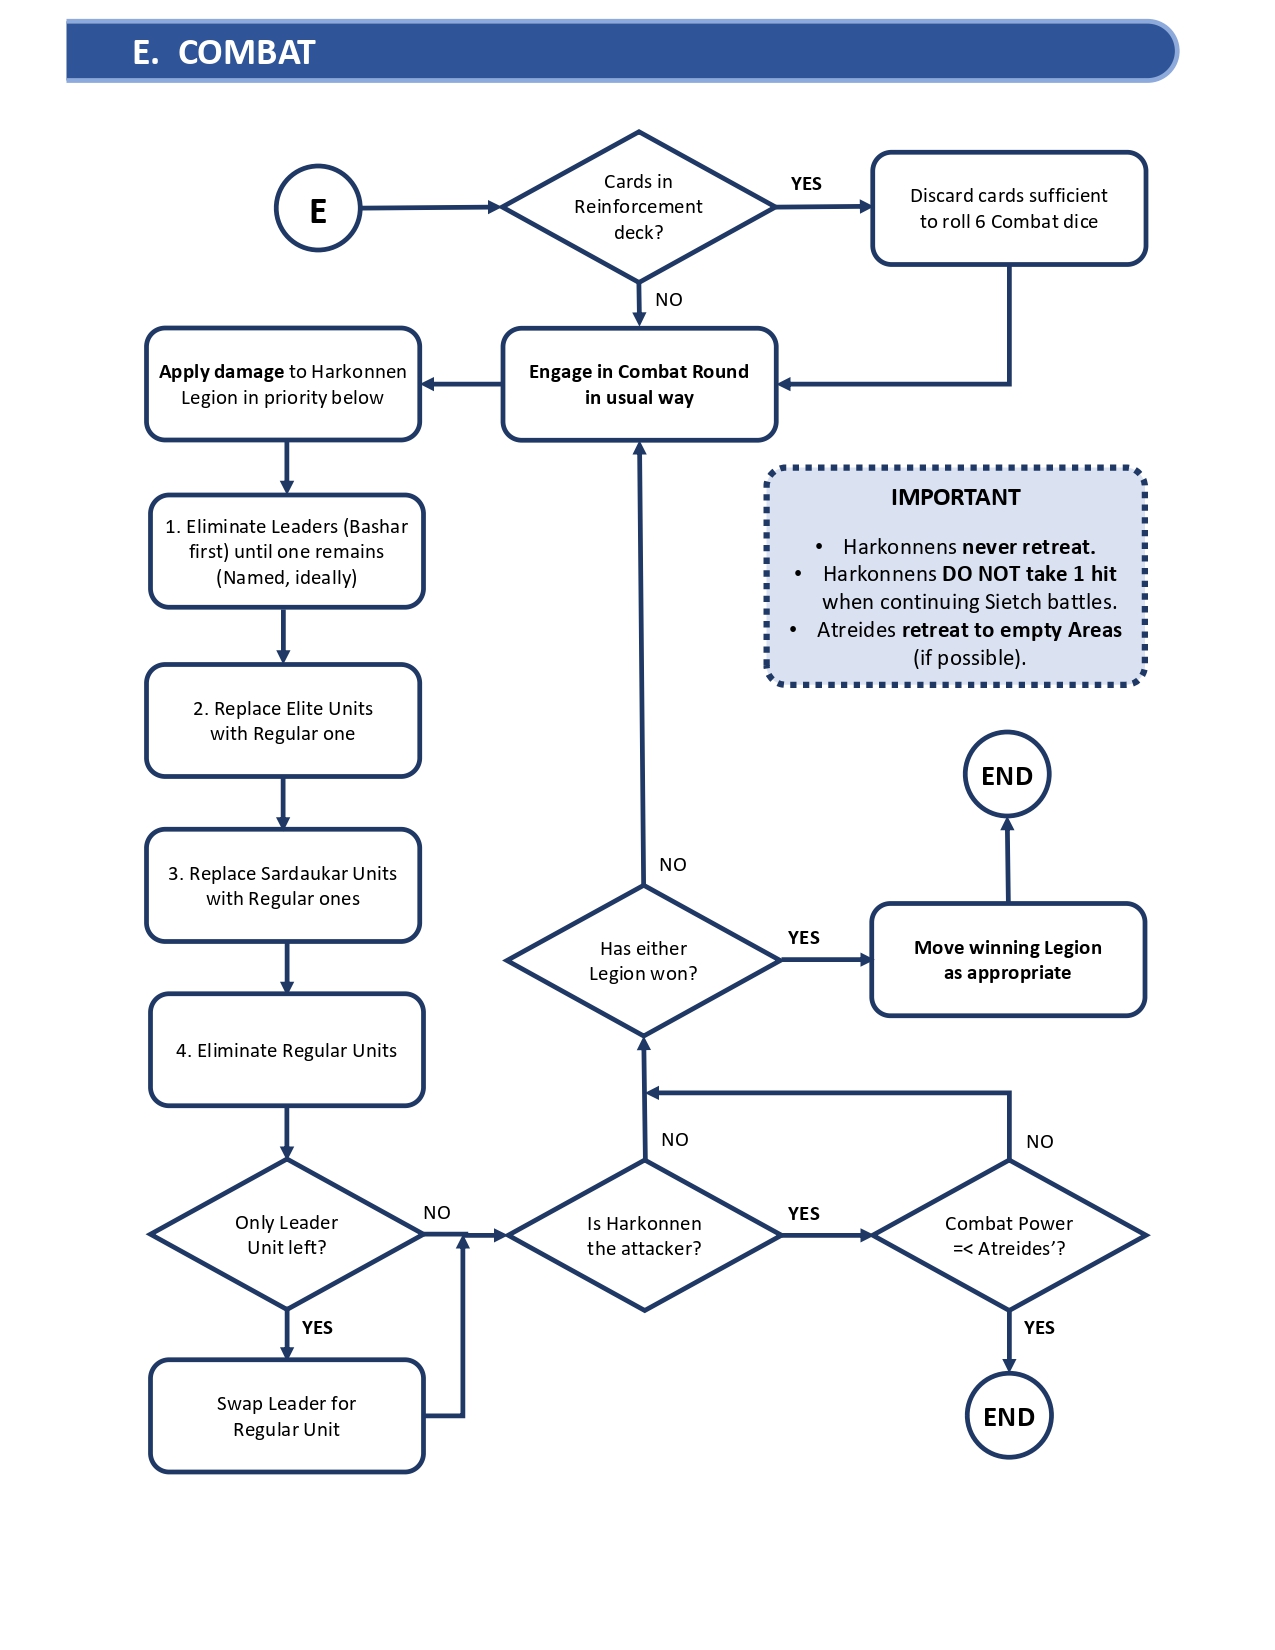 E. COMBAT
E
Cards in
Reinforcement
deck?
YES
Discard cards sufficient
to roll 6 Combat dice
NO
Apply damage to Harkonnen
Legion in priority below
Engage in Combat Round
in usual way
1. Eliminate Leaders (Bashar
first) until one remains
(Named, ideally)
IMPORTANT
• Harkonnens never retreat.
• Harkonnens DO NOT take 1 hit
when continuing Sietch battles.
• Atreides retreat to empty Areas
(if possible).
2. Replace Elite Units
with Regular one
END
3. Replace Sardaukar Units
with Regular ones
NO
Has either
Legion won?
YES
Move winning Legion
as appropriate
4. Eliminate Regular Units
NO
NO
Only Leader
Unit left?
NO
Is Harkonnen
the attacker?
YES
Combat Power
=< Atreides’?
YES
YES
Swap Leader for
Regular Unit
END